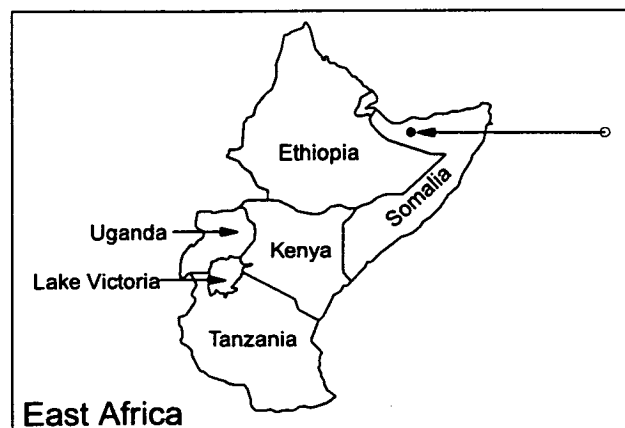 Ethiopia
Somalia
Uganda
Kenya
Lake Victoria
Tanzania
East Africa